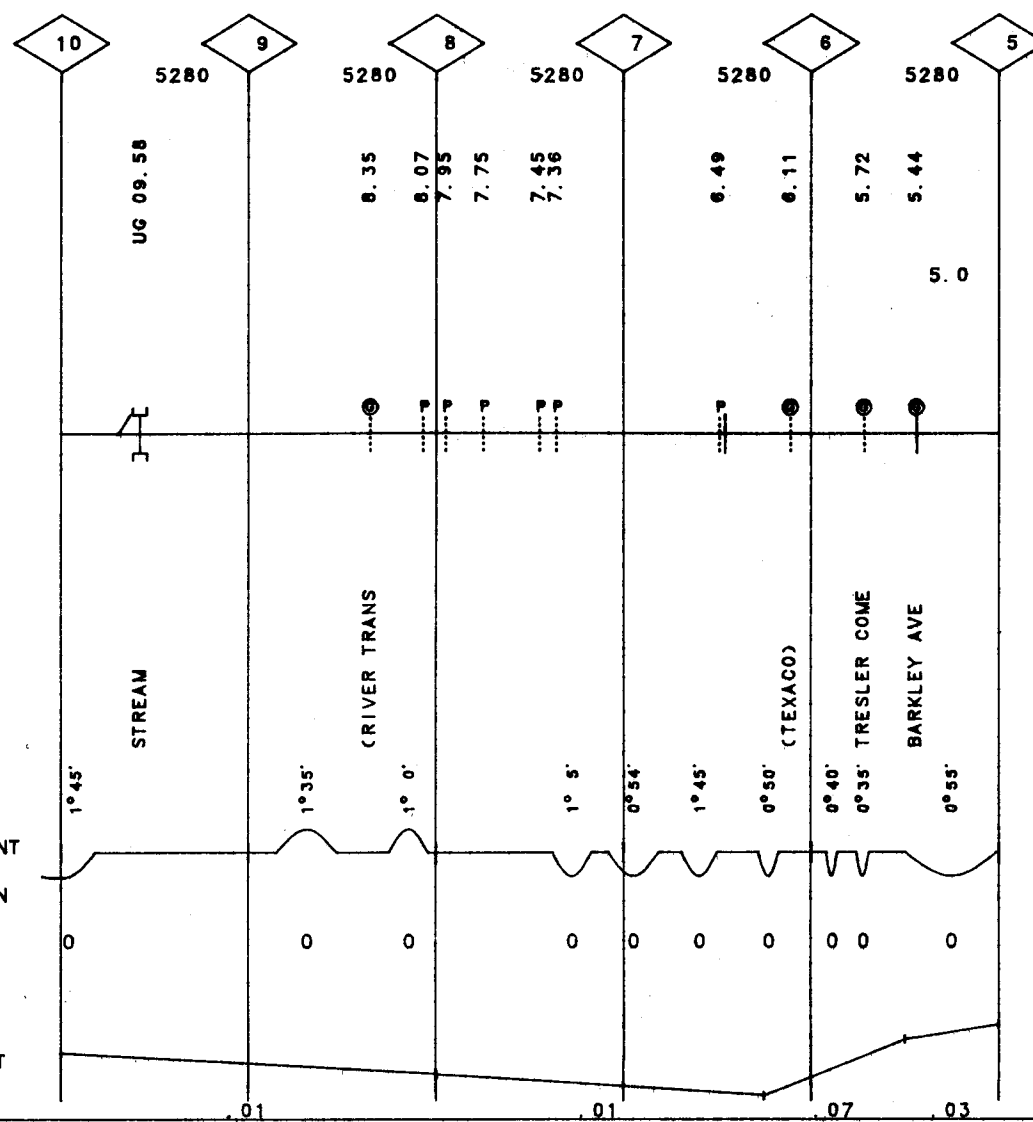 10 9 8 7 6 5
5280 5280 5280 5280 5280
UG 09.58
8.35
8.07
7.95
7.75
7.45
7.36
6.49
6.11
5.72
5.44
5.0
P P P P P P
STREAM
(RIVER TRANS
(TEXACO)
TRESLER COME
BARKLEY AVE
1°45' 1°35' 1° 0' 1° 5' 0°54' 1°45' 0°50' 0°40' 0°35' 0°55'
NT
N
0 0 0 0 0 0 0 0 0 0
T
.01 .01 .07 .03